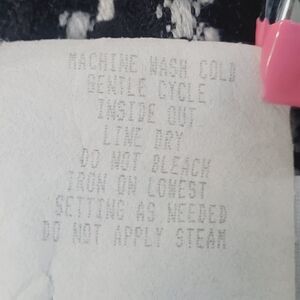 MACHINE WASH COLD
GENTLE CYCLE
INSIDE OUT
LINE DRY
DO NOT BLEACH
IRON ON LOWEST
SETTING AS NEEDED
DO NOT APPLY STEAM